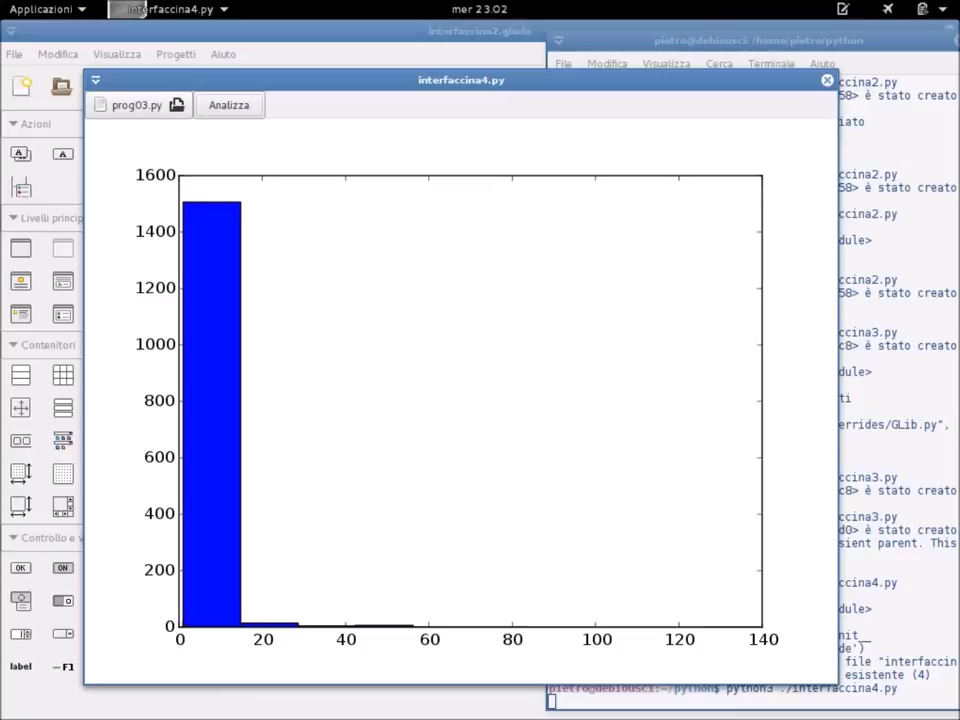 Applicazioni interfaccina4.py mer 23.02
interfaccina2.glade
pietro@debiousci: /home/pietro/python
File Modifica Visualizza Progetti Aiuto
File Modifica Visualizza Cerca Terminale Aiuto
interfaccina4.py
prog03.py Analizza
Azioni
Livelli princip
Contenitori
Controllo e v
OK ON
label F1
1600
1400
1200
1000
800
600
400
200
0
0 20 40 60 80 100 120 140
ccina2.py
58> è stato creato
iato
ccina2.py
58> è stato creato
ccina2.py
dule>
ccina2.py
58> è stato creato
ccina3.py
c8> è stato creato
dule>
ti
errides/GLib.py",
ccina3.py
c8> è stato creato
ccina3.py
d0> è stato creato
sient parent. This
ccina4.py
dule>
nit__
de')
file "interfaccin
esistente (4)
pietro@debiousci:~/python$ python3 ./interfaccina4.py